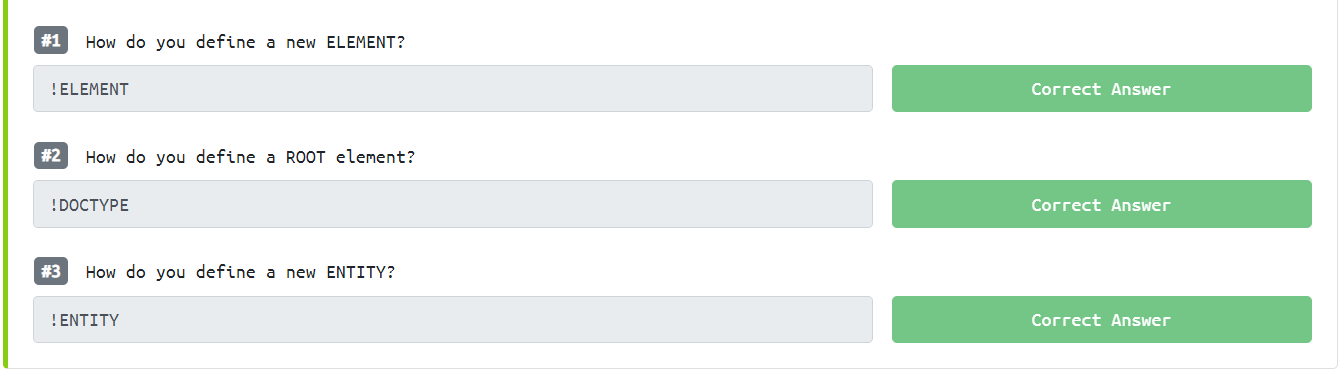 #1 How do you define a new ELEMENT?
!ELEMENT Correct Answer
#2 How do you define a ROOT element?
!DOCTYPE Correct Answer
#3 How do you define a new ENTITY?
!ENTITY Correct Answer